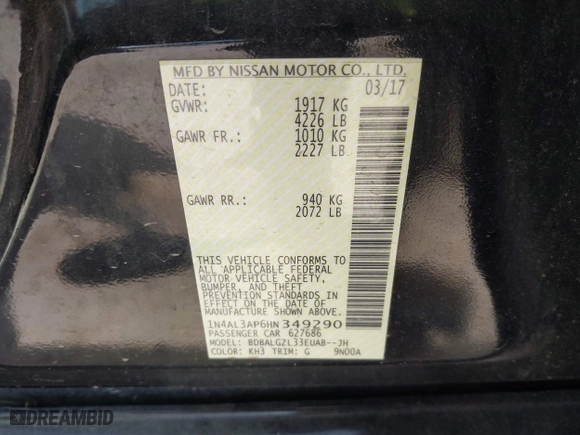 MFD BY NISSAN MOTOR CO., LTD.
DATE: 03/17
GVWR: 1917 KG
4226 LB
GAWR FR.: 1010 KG
2227 LB
GAWR RR.: 940 KG
2072 LB
THIS VEHICLE CONFORMS TO
ALL APPLICABLE FEDERAL
MOTOR VEHICLE SAFETY,
BUMPER, AND THEFT
PREVENTION STANDARDS IN
EFFECT ON THE DATE OF
MANUFACTURE SHOWN ABOVE.
1N4AL3AP6HN349290
PASSENGER CAR 627686
MODEL: BDBALGZL33EUAB--JH
COLOR: KH3 TRIM: G 9N00A
DREAMBID